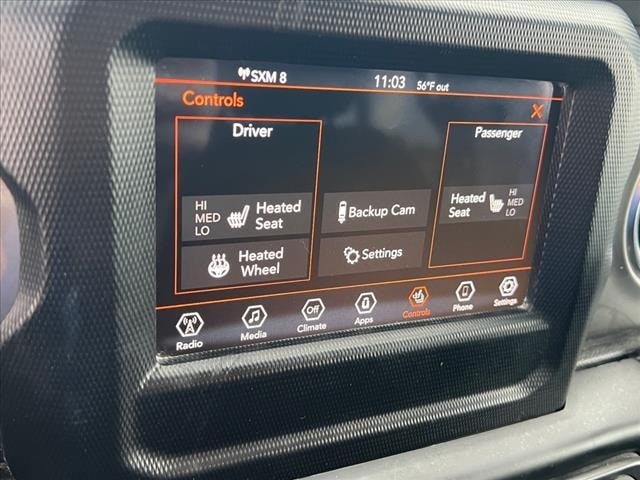 SXM 8 11:03 56°F out
Controls X
Driver
Passenger
HI
MED
LO
Heated
Seat
Backup Cam
Heated
Seat
HI
MED
LO
Heated
Wheel
Settings
Radio Media Off Climate Apps Controls Phone Settings